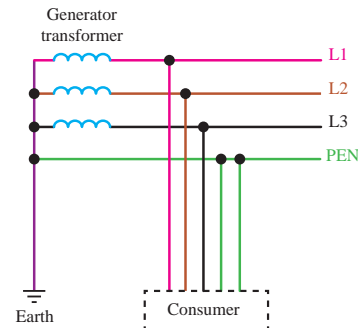 Generator
transformer
L1
L2
L3
PEN
Earth
Consumer